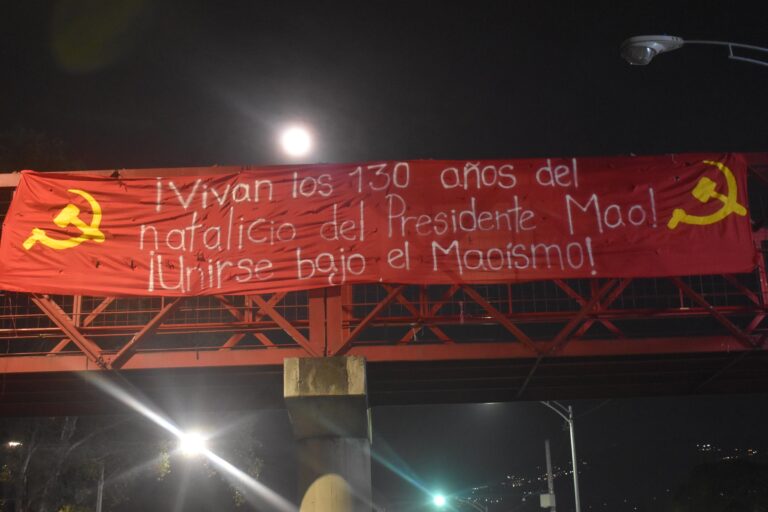 ¡Vivan los 130 años del
natalicio del Presidente Mao!
¡Unirse bajo el Maoísmo!